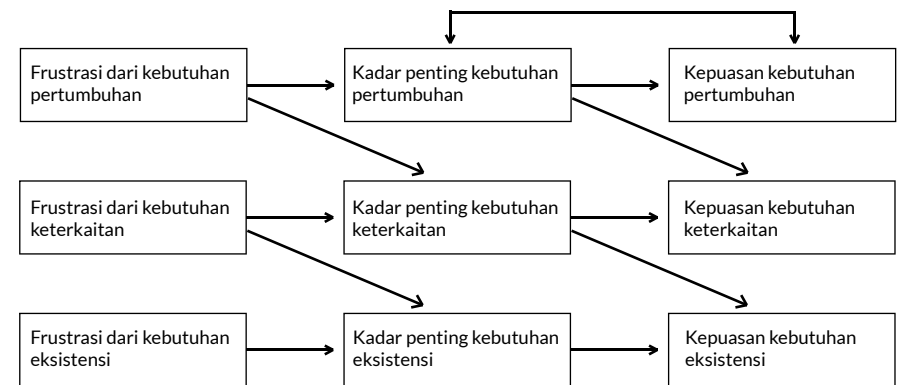 Frustrasi dari kebutuhan
pertumbuhan
Kadar penting kebutuhan
pertumbuhan
Kepuasan kebutuhan
pertumbuhan
Frustrasi dari kebutuhan
keterkaitan
Kadar penting kebutuhan
keterkaitan
Kepuasan kebutuhan
keterkaitan
Frustrasi dari kebutuhan
eksistensi
Kadar penting kebutuhan
eksistensi
Kepuasan kebutuhan
eksistensi